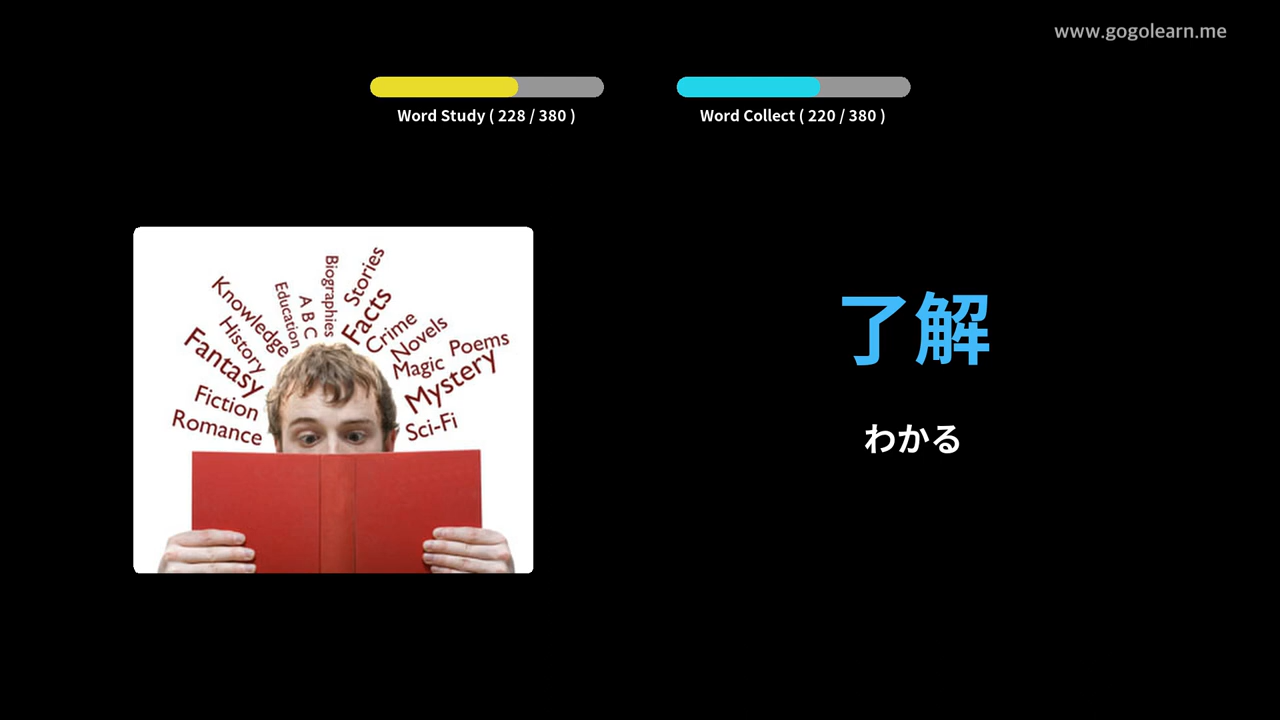 www.gogolearn.me
Word Study ( 228 / 380 )
Word Collect ( 220 / 380 )
Knowledge
Education
A B C
Biographies
Stories
Facts
History
Crime
Novels
Fantasy
Magic
Poems
Fiction
Mystery
Romance
Sci-Fi
了解
わかる